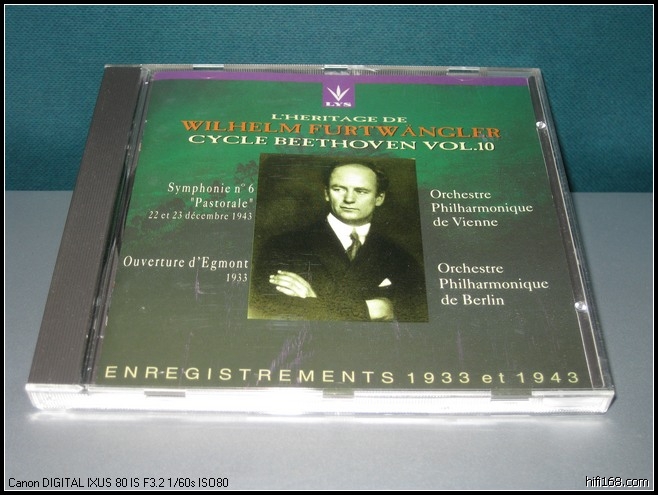 LYS
L'HERITAGE DE
WILHELM FURTWÄNGLER
CYCLE BEETHOVEN VOL.10
Symphonie n° 6
"Pastorale"
22 et 23 décembre 1943
Orchestre
Philharmonique
de Vienne
Ouverture d'Egmont
1933
Orchestre
Philharmonique
de Berlin
ENREGISTREMENTS 1933 et 1943
Canon DIGITAL IXUS 80 IS F3.2 1/60s ISO80
hifi168.com